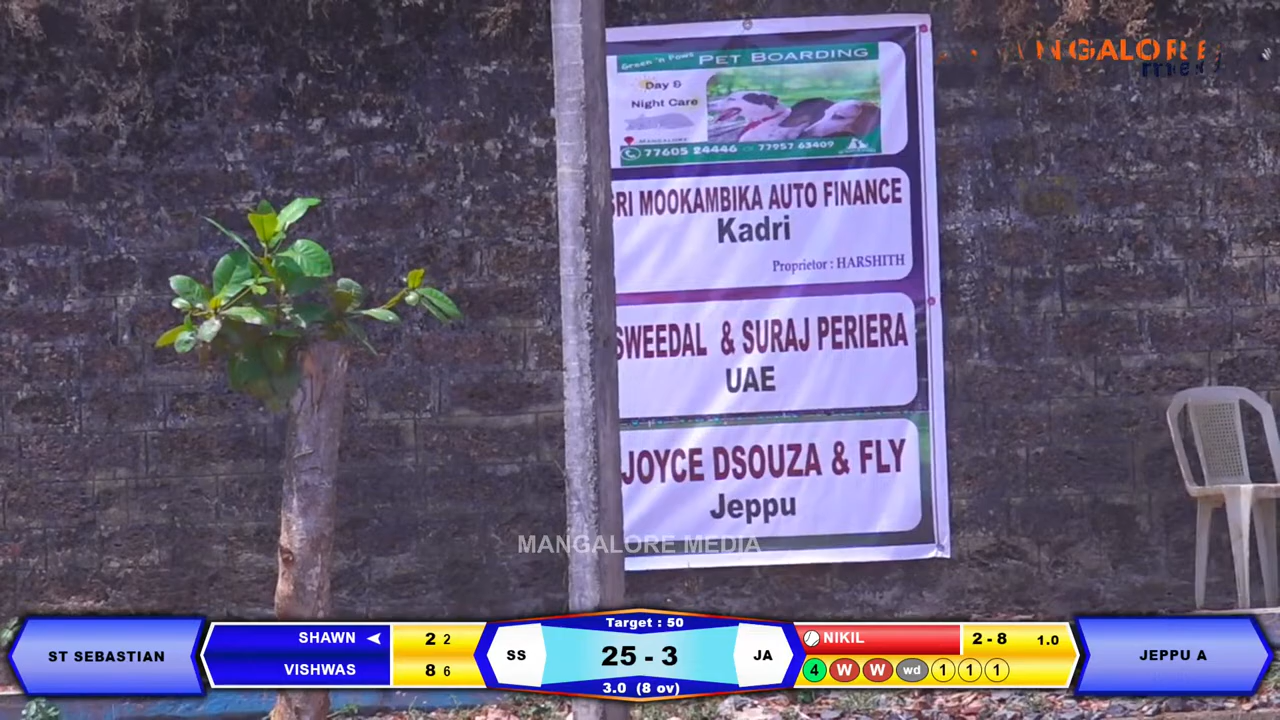 MANGALORE
Green 'n Paws PET BOARDING
Day &
Night Care
MANGALORE
77605 24446 OR 77957 63409
SRI MOOKAMBIKA AUTO FINANCE
Kadri
Proprietor : HARSHITH
SWEEDAL & SURAJ PERIERA
UAE
JOYCE DSOUZA & FLY
Jeppu
MANGALORE MEDIA
ST SEBASTIAN
SHAWN 2 2
VISHWAS 8 6
Target : 50
SS 25 - 3 JA
3.0 (8 ov)
NIKIL 2 - 8 1.0
4 W W wd 1 1 1
JEPPU A